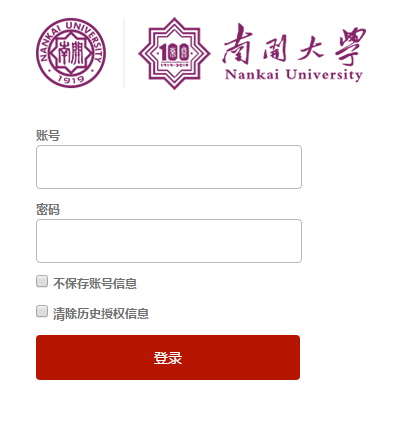 NANKAI UNIVERSITY
南開
1919
100
1919-2019
南開大學
Nankai University
账号
密码
不保存账号信息
清除历史授权信息
登录